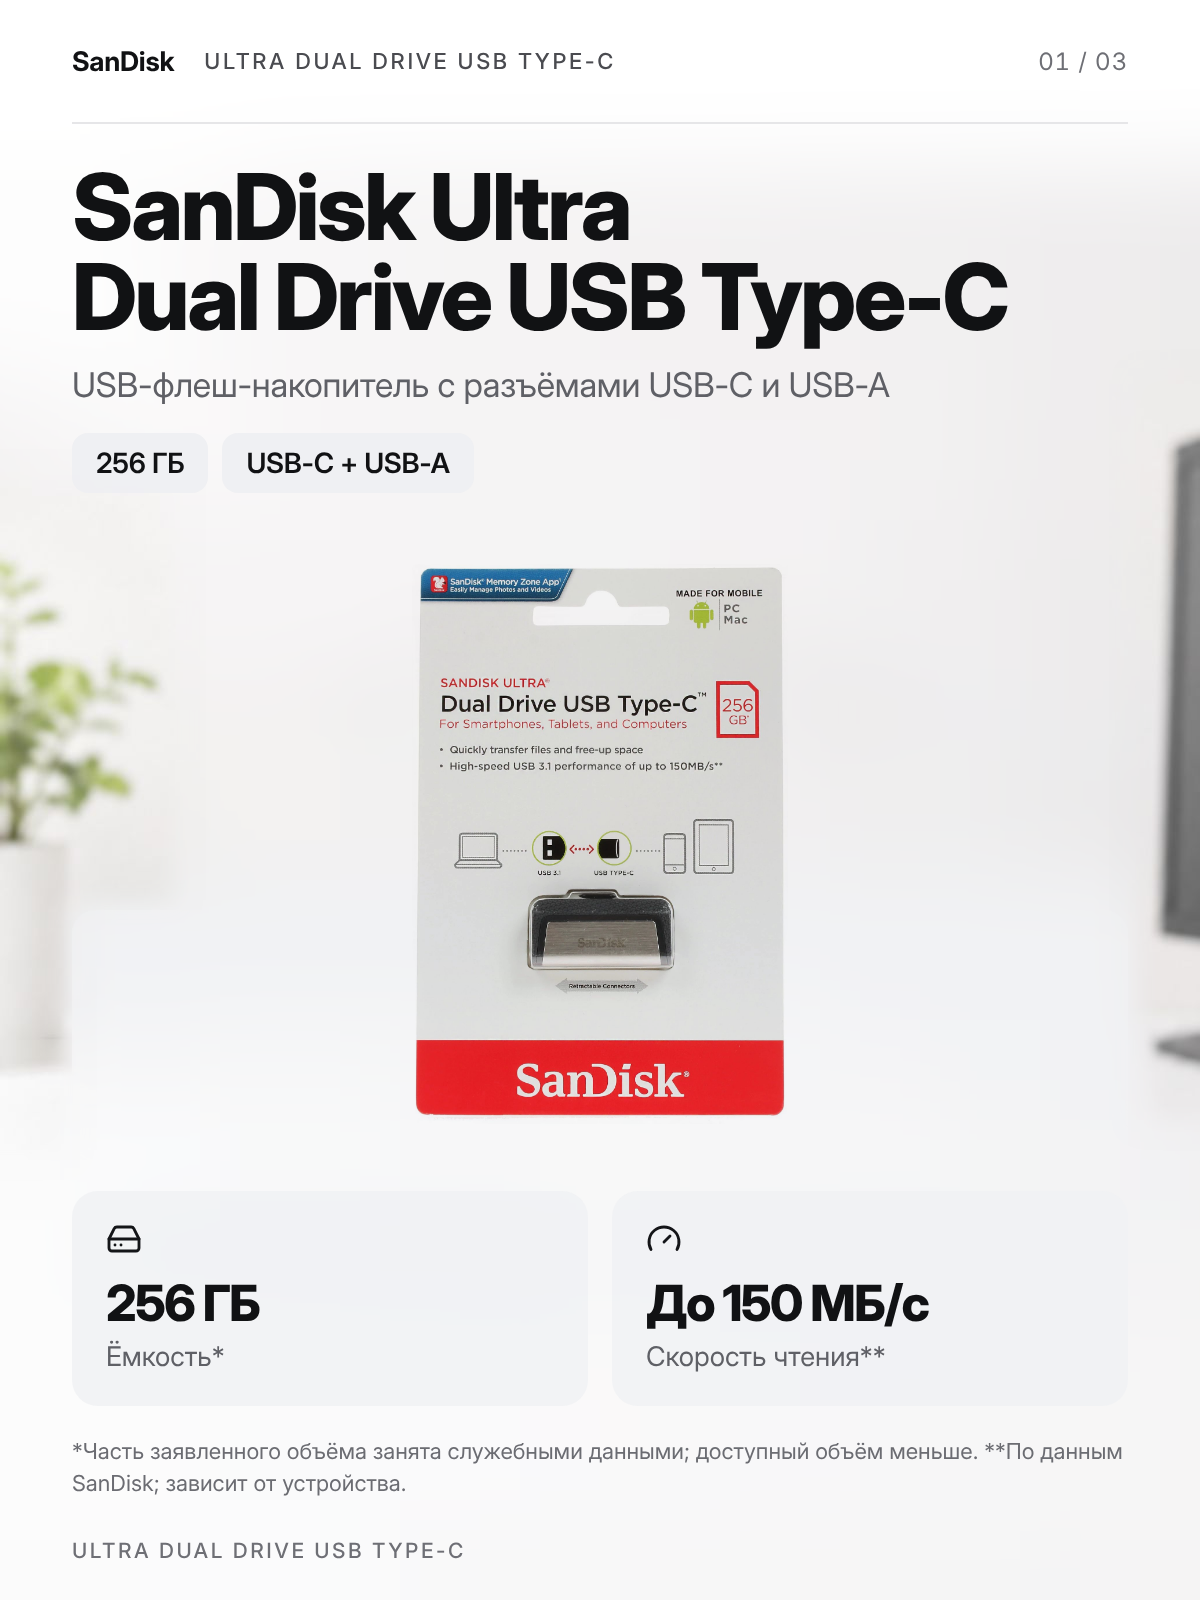 SanDisk ULTRA DUAL DRIVE USB TYPE-C 01 / 03
SanDisk Ultra
Dual Drive USB Type-C
USB-флеш-накопитель с разъёмами USB-C и USB-A
256 ГБ USB-C + USB-A
SanDisk® Memory Zone App¹
Easily Manage Photos and Videos
MADE FOR MOBILE
PC
Mac
SANDISK ULTRA®
Dual Drive USB Type-C™
For Smartphones, Tablets, and Computers
256
GB*
• Quickly transfer files and free-up space
• High-speed USB 3.1 performance of up to 150MB/s**
USB 3.1 USB TYPE-C
SanDisk
Retractable Connectors
SanDisk®
256 ГБ
Ёмкость*
До 150 МБ/с
Скорость чтения**
*Часть заявленного объёма занята служебными данными; доступный объём меньше. **По данным
SanDisk; зависит от устройства.
ULTRA DUAL DRIVE USB TYPE-C